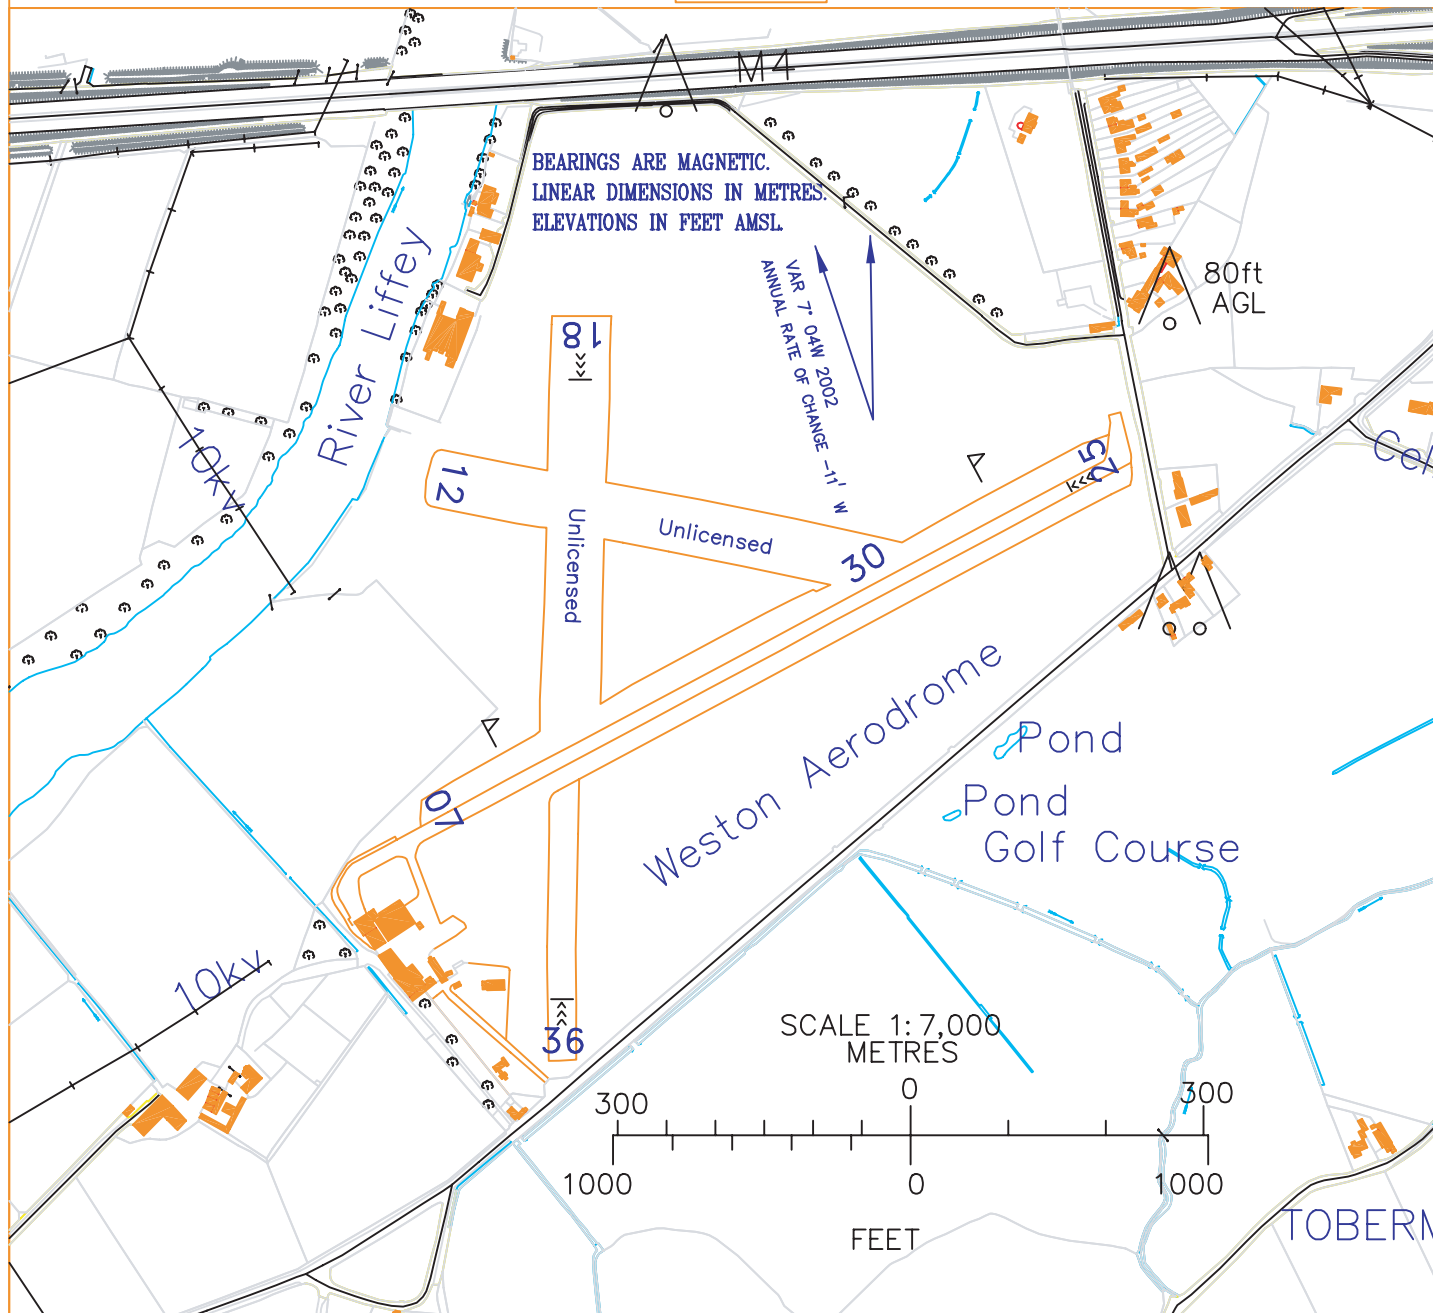 M4
BEARINGS ARE MAGNETIC.
LINEAR DIMENSIONS IN METRES.
ELEVATIONS IN FEET AMSL.
River Liffey
VAR 7° 04W 2002
ANNUAL RATE OF CHANGE -11' W
80ft
AGL
18
10kv
12
25
Unlicensed
Unlicensed
30
Weston Aerodrome
07
Pond
Pond
Golf Course
10kv
36
SCALE 1:7,000
METRES
300 0 300
1000 0 1000
FEET